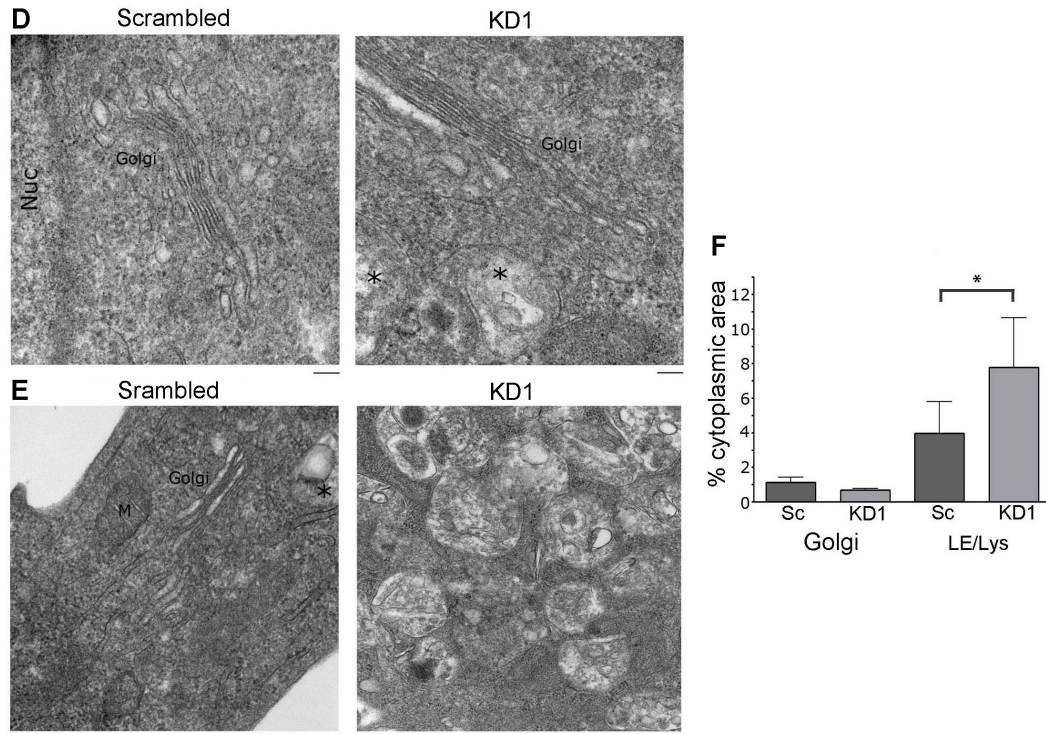 D
Scrambled
KD1
Nuc
Golgi
Golgi
*
*
E
Srambled
KD1
M
Golgi
*
F
% cytoplasmic area
12
10
8
6
4
2
0
*
Sc
KD1
Sc
KD1
Golgi
LE/Lys